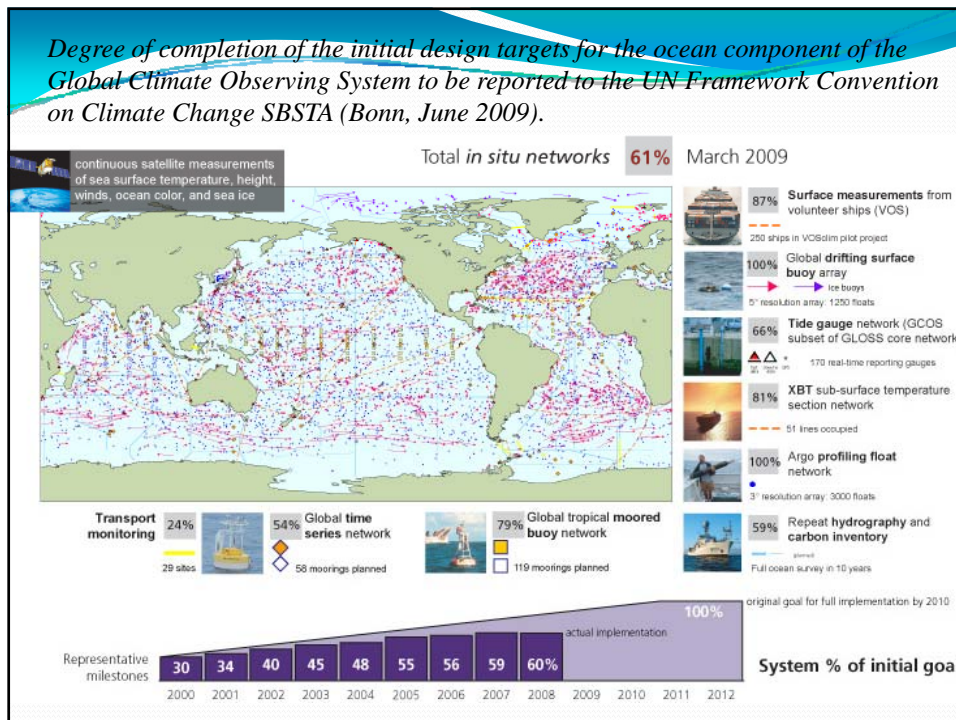 Degree of completion of the initial design targets for the ocean component of the
Global Climate Observing System to be reported to the UN Framework Convention
on Climate Change SBSTA (Bonn, June 2009).
continuous satellite measurements
of sea surface temperature, height,
winds, ocean color, and sea ice
Total in situ networks 61% March 2009
87% Surface measurements from
volunteer ships (VOS)
250 ships in VOSclim pilot project
100% Global drifting surface
buoy array
ice buoys
5° resolution array: 1250 floats
66% Tide gauge network (GCOS
subset of GLOSS core network
170 real-time reporting gauges
81% XBT sub-surface temperature
section network
51 lines occupied
100% Argo profiling float
network
3° resolution array: 3000 floats
59% Repeat hydrography and
carbon inventory
planned
Full ocean survey in 10 years
Transport
monitoring
24%
29 sites
54% Global time
series network
58 moorings planned
79% Global tropical moored
buoy network
119 moorings planned
original goal for full implementation by 2010
100%
actual implementation
Representative
milestones
30 34 40 45 48 55 56 59 60%
System % of initial goa
2000 2001 2002 2003 2004 2005 2006 2007 2008 2009 2010 2011 2012